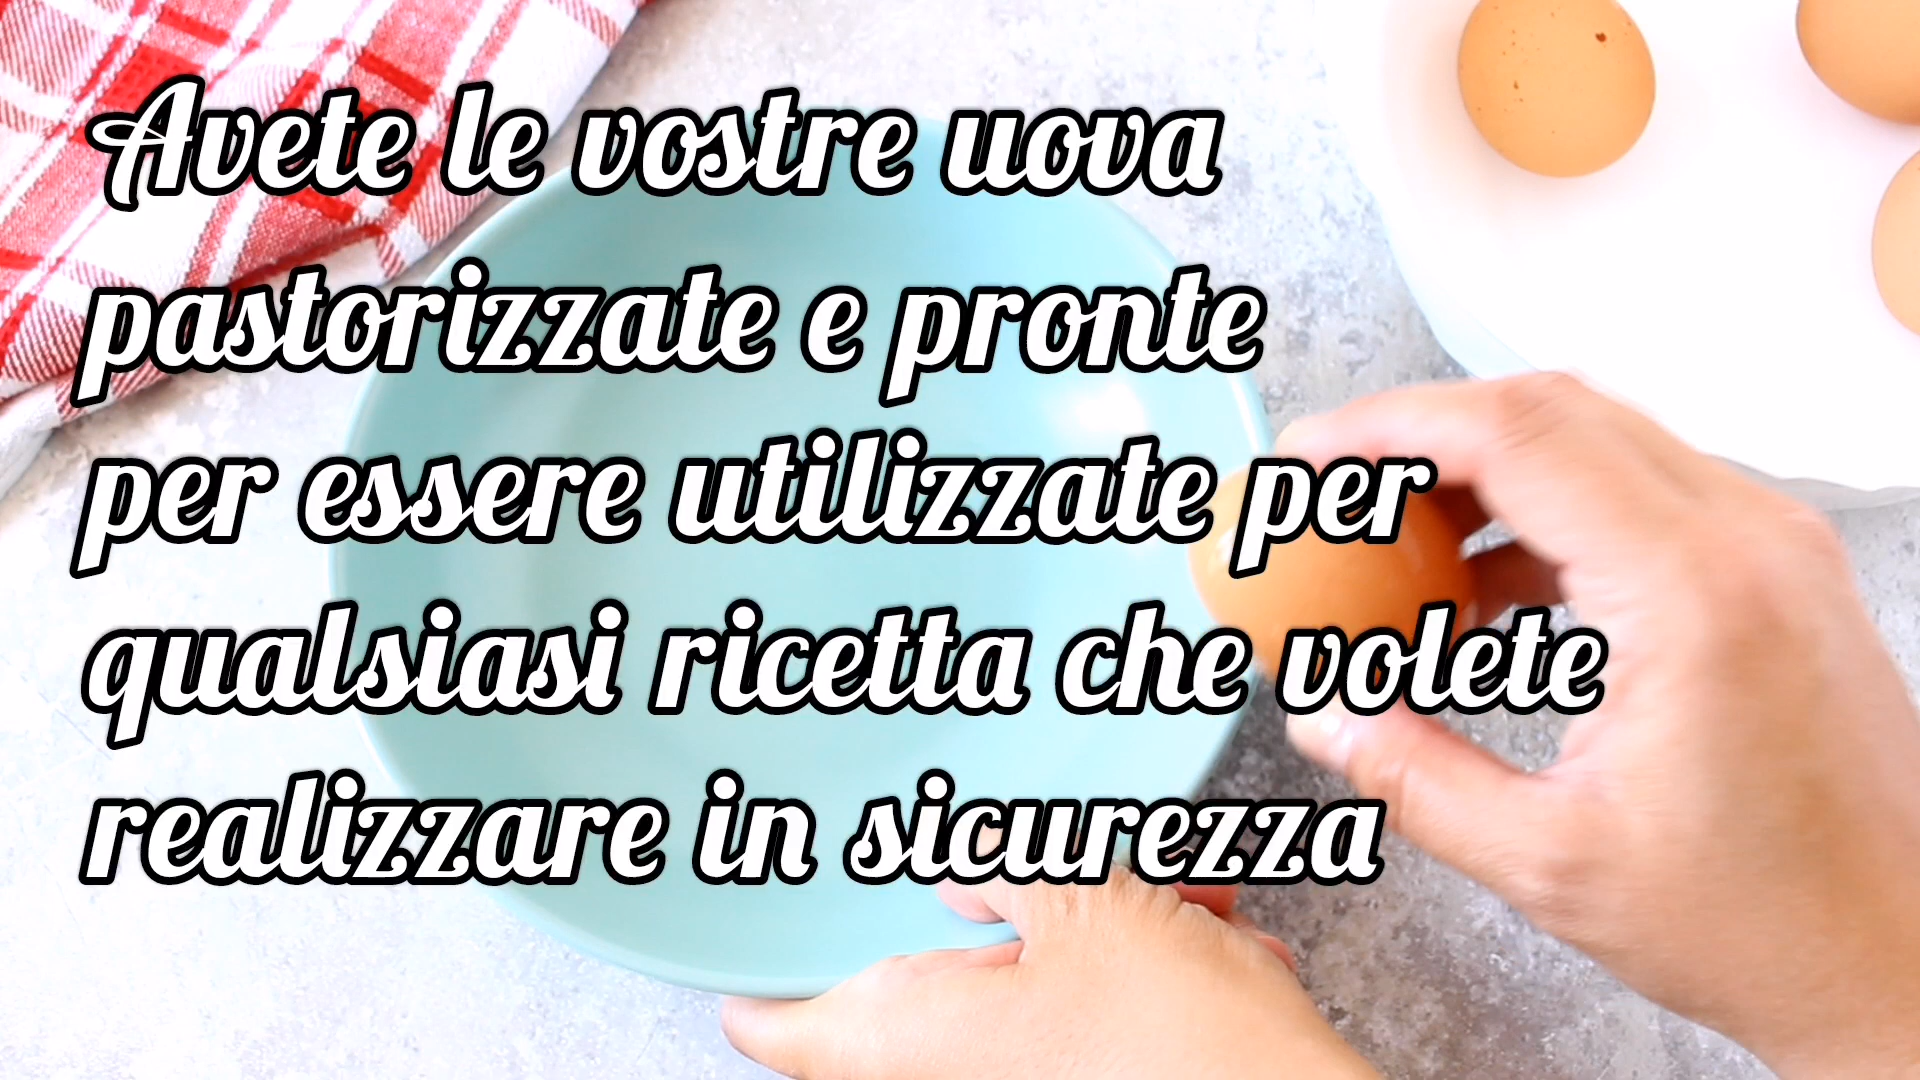 Avete le vostre uova
pastorizzate e pronte
per essere utilizzate per
qualsiasi ricetta che volete
realizzare in sicurezza